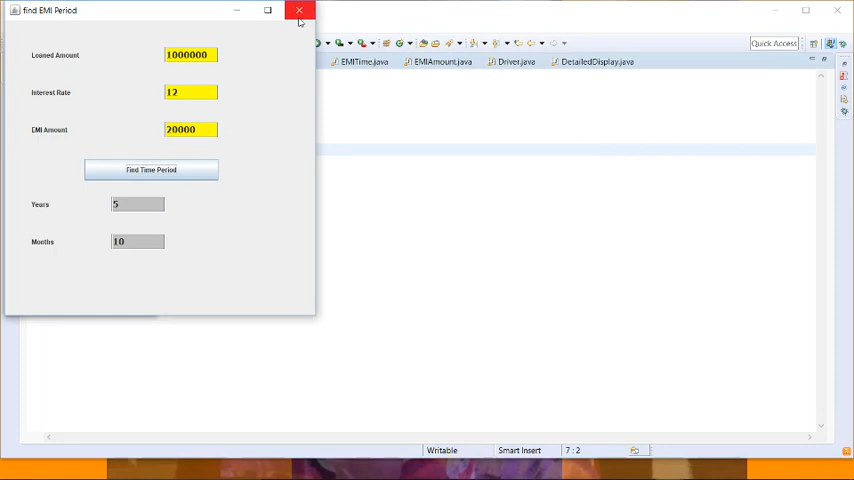 find EMI Period
Quick Access
EMITime.java
EMIAmount.java
Driver.java
DetailedDisplay.java
Loaned Amount
1000000
Interest Rate
12
EMI Amount
20000
Find Time Period
Years
5
Months
10
Writable
Smart Insert
7 : 2